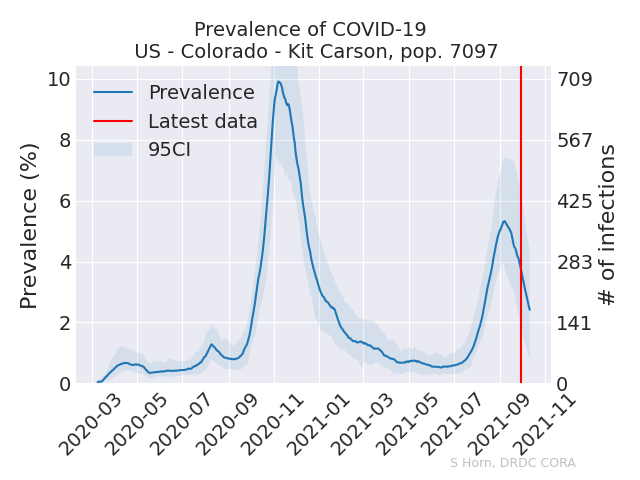 Prevalence of COVID-19
US - Colorado - Kit Carson, pop. 7097
Prevalence
Latest data
95CI
Prevalence (%)
10
8
6
4
2
0
709
567
425
283
141
0
# of infections
2020-03
2020-05
2020-07
2020-09
2020-11
2021-01
2021-03
2021-05
2021-07
2021-09
2021-11
S Horn, DRDC CORA